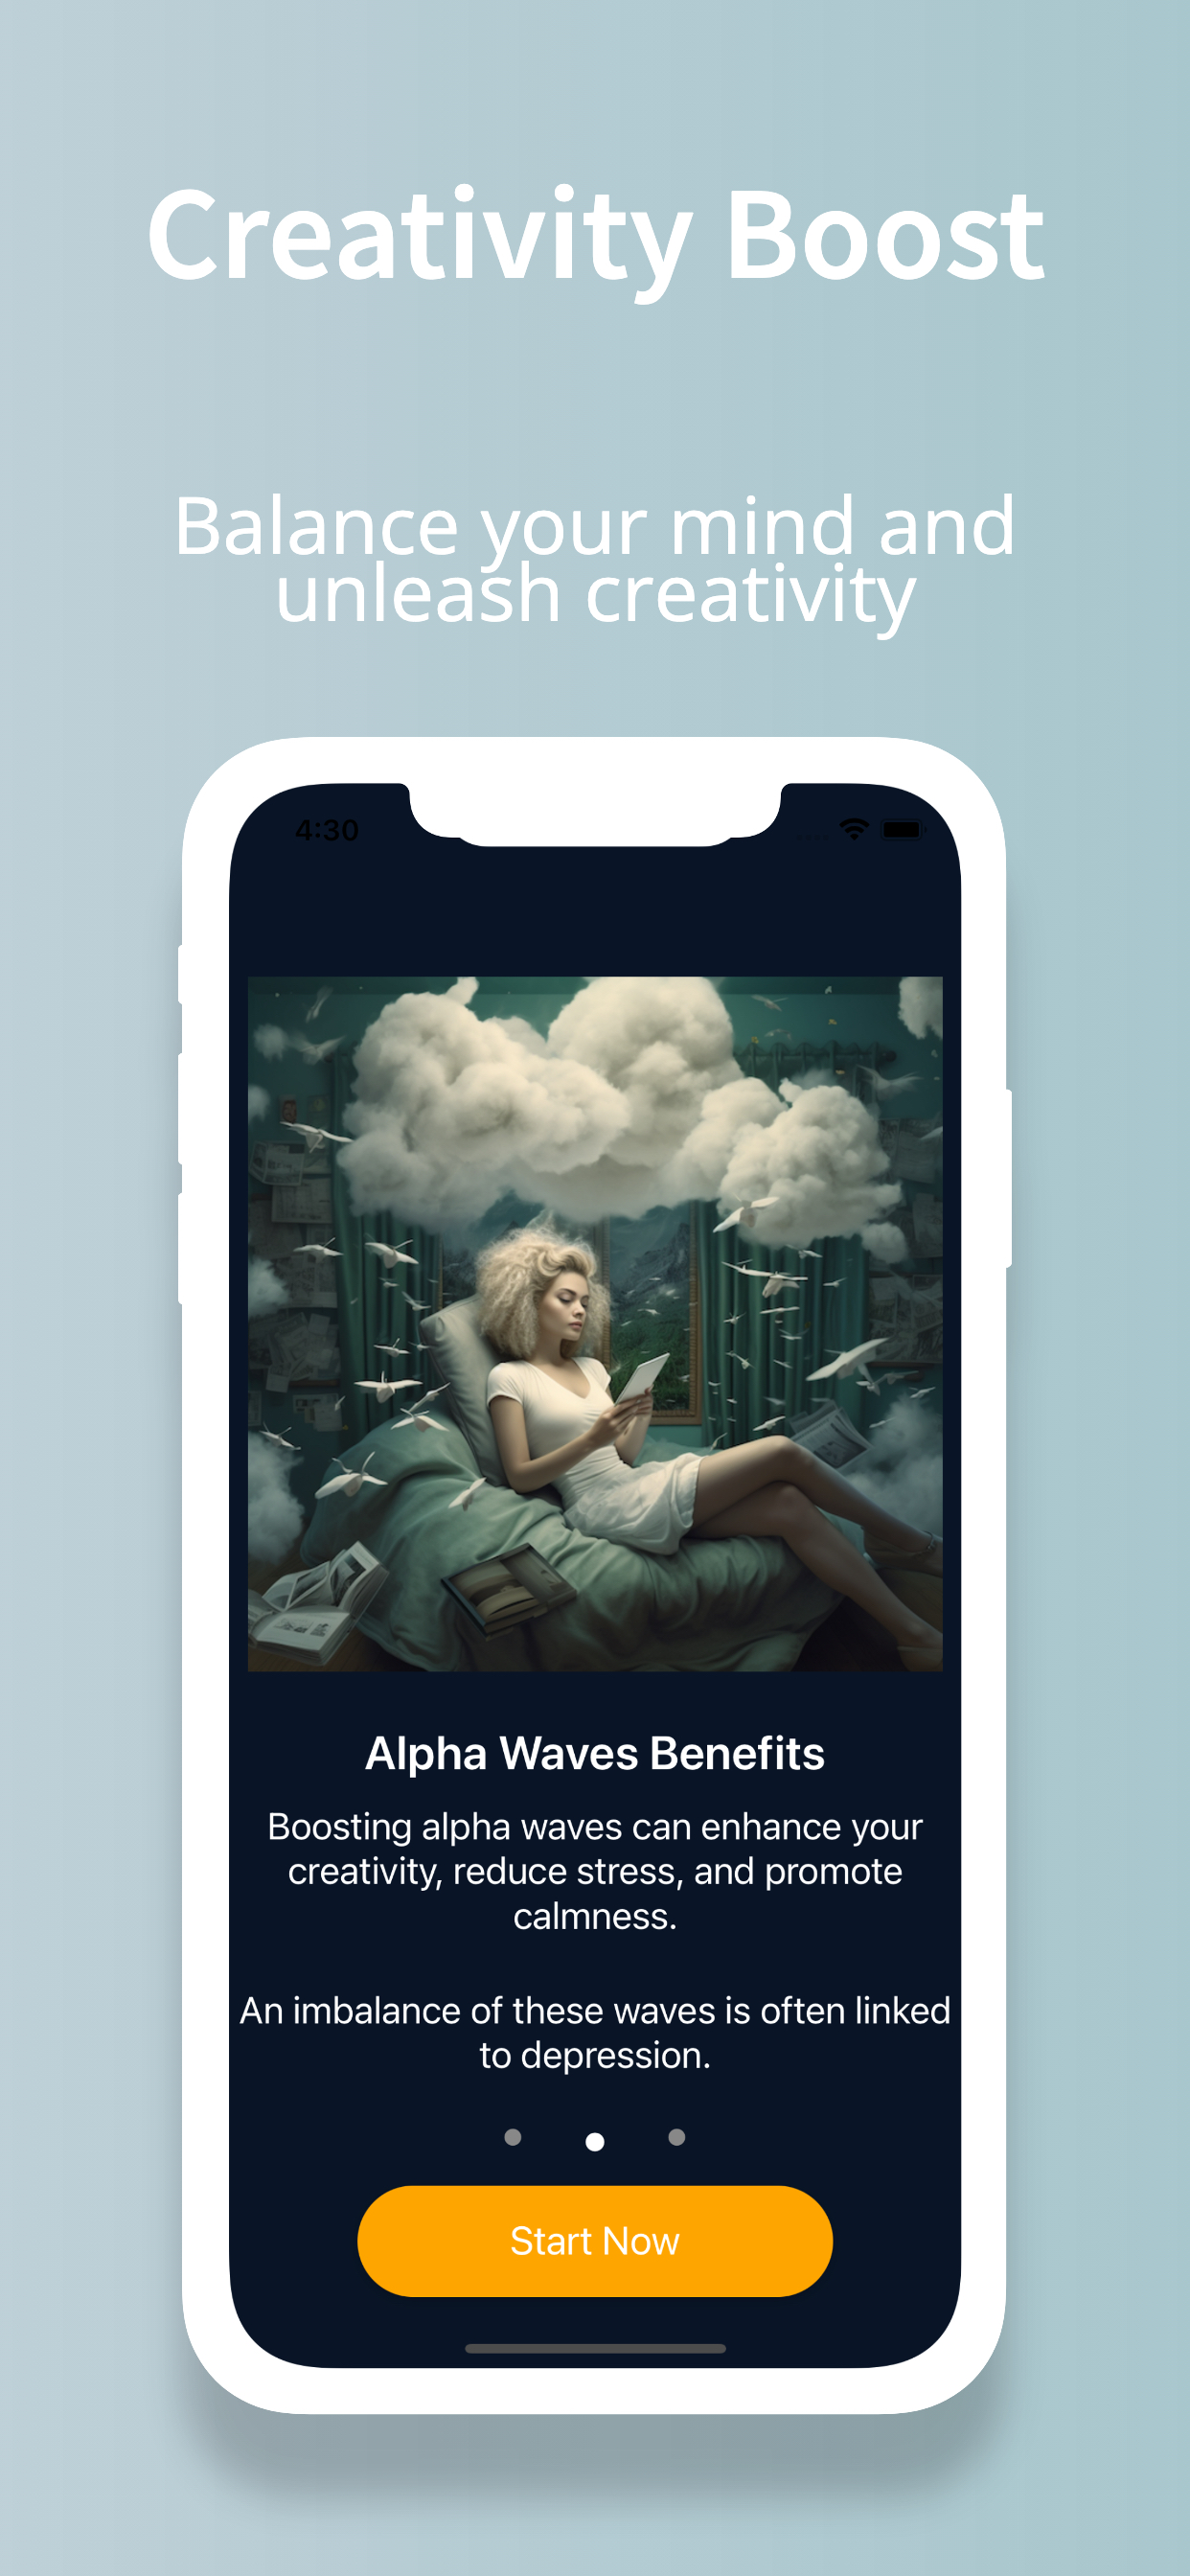 Creativity Boost
Balance your mind and
unleash creativity
4:30
Alpha Waves Benefits
Boosting alpha waves can enhance your
creativity, reduce stress, and promote
calmness.
An imbalance of these waves is often linked
to depression.
Start Now